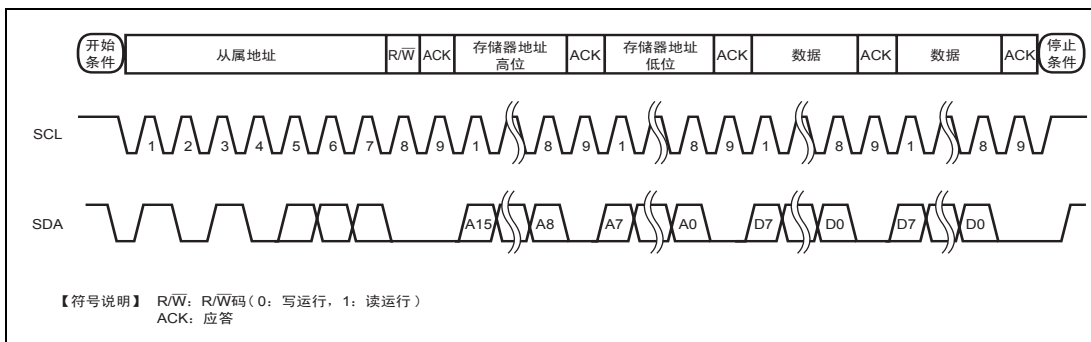 开始条件 从属地址 R/W̅ ACK 存储器地址高位 ACK 存储器地址低位 ACK 数据 ACK 数据 ACK 停止条件
SCL 1 2 3 4 5 6 7 8 9 1 8 9 1 8 9 1 8 9 1 8 9
SDA A15 A8 A7 A0 D7 D0 D7 D0
【符号说明】 R/W̅：R/W̅码（0：写运行，1：读运行）
ACK：应答